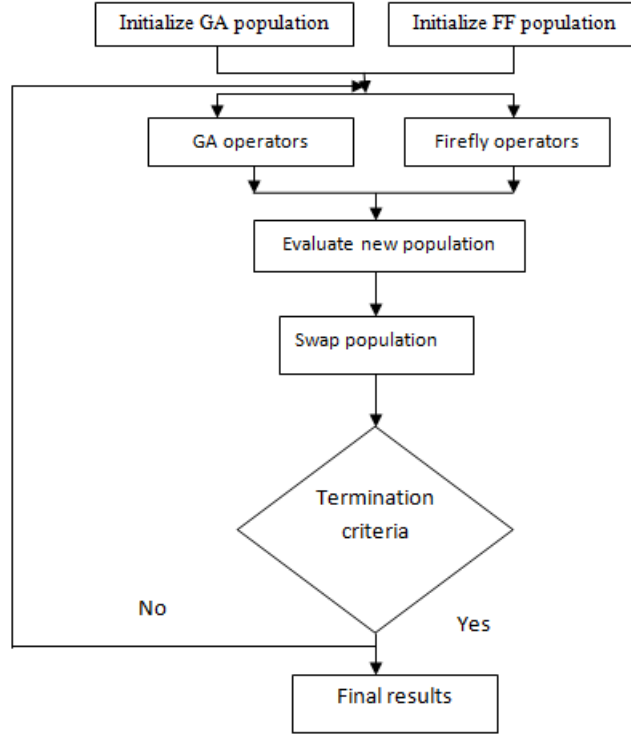 Initialize GA population
Initialize FF population
GA operators
Firefly operators
Evaluate new population
Swap population
Termination
criteria
No
Yes
Final results